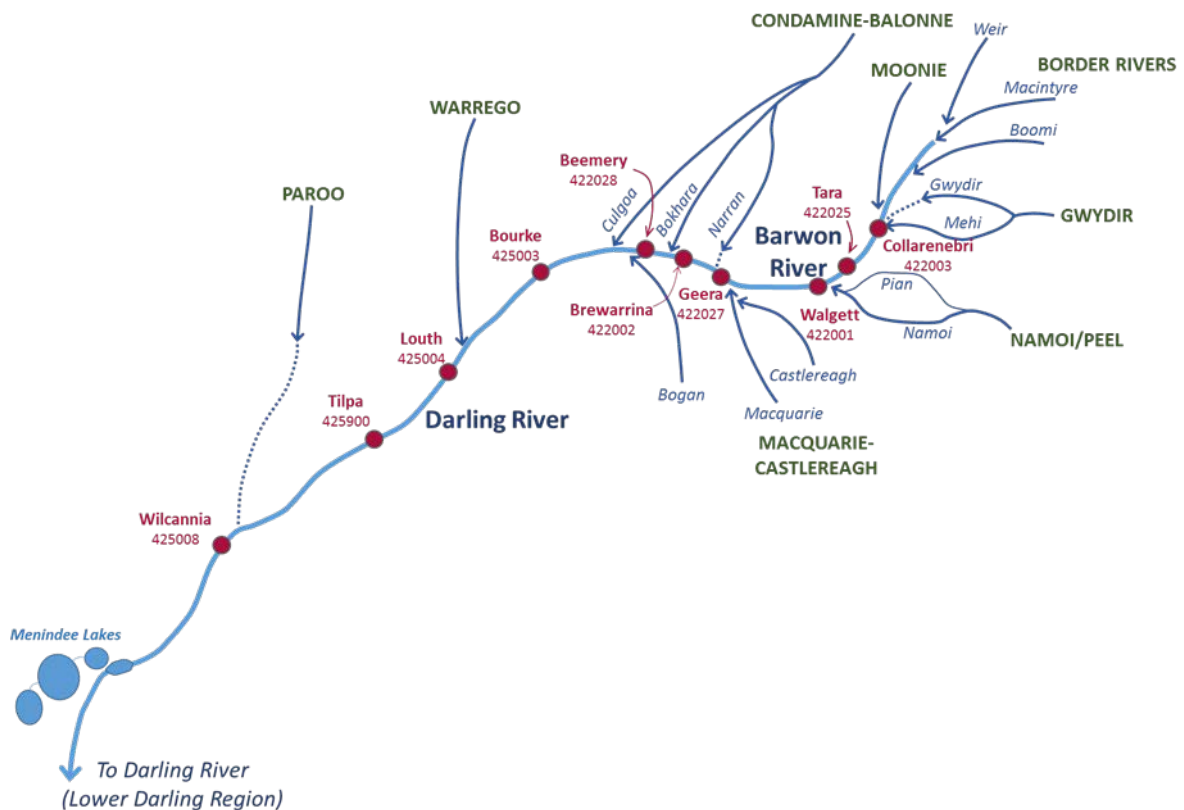 CONDAMINE-BALONNE
Weir
BORDER RIVERS
MOONIE
Macintyre
WARREGO
Boomi
Beemery
422028
PAROO
Culgoa
Bokhara
Narran
Tara
422025
Gwydir
GWYDIR
Mehi
Bourke
425003
Barwon
River
Collarenebri
422003
Brewarrina
422002
Geera
422027
Pian
Walgett
422001
Namoi
NAMOI/PEEL
Louth
425004
Castlereagh
Bogan
Macquarie
Tilpa
425900
Darling River
MACQUARIE-
CASTLEREAGH
Wilcannia
425008
Menindee Lakes
To Darling River
(Lower Darling Region)